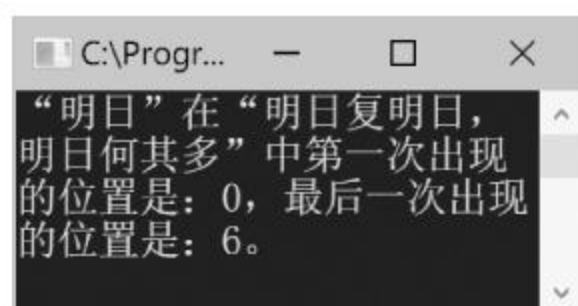 C:\Progr...
“明日”在“明日复明日，
明日何其多”中第一次出现
的位置是：0，最后一次出现
的位置是：6。